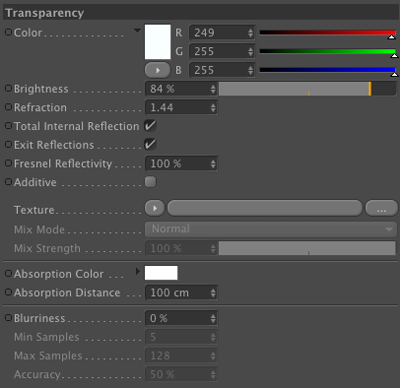 Transparency
Color R 249
G 255
B 255
Brightness 84 %
Refraction 1.44
Total Internal Reflection
Exit Reflections
Fresnel Reflectivity 100 %
Additive
Texture ...
Mix Mode Normal
Mix Strength 100 %
Absorption Color
Absorption Distance 100 cm
Blurriness 0 %
Min Samples 5
Max Samples 128
Accuracy 50 %